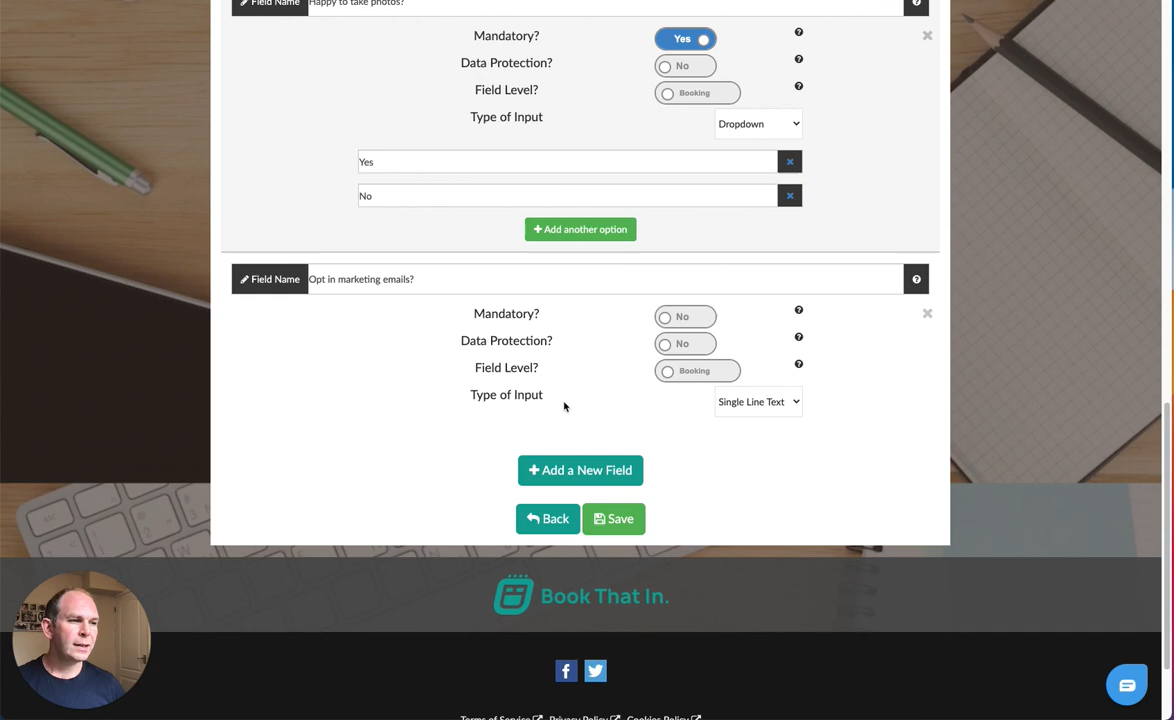 Field Name Happy to take photos?
Mandatory? Yes
Data Protection? No
Field Level? Booking
Type of Input Dropdown
Yes
No
Add another option
Field Name Opt in marketing emails?
Mandatory? No
Data Protection? No
Field Level? Booking
Type of Input Single Line Text
Add a New Field
Back Save
Book That In.
Terms of Service Privacy Policy Cookies Policy